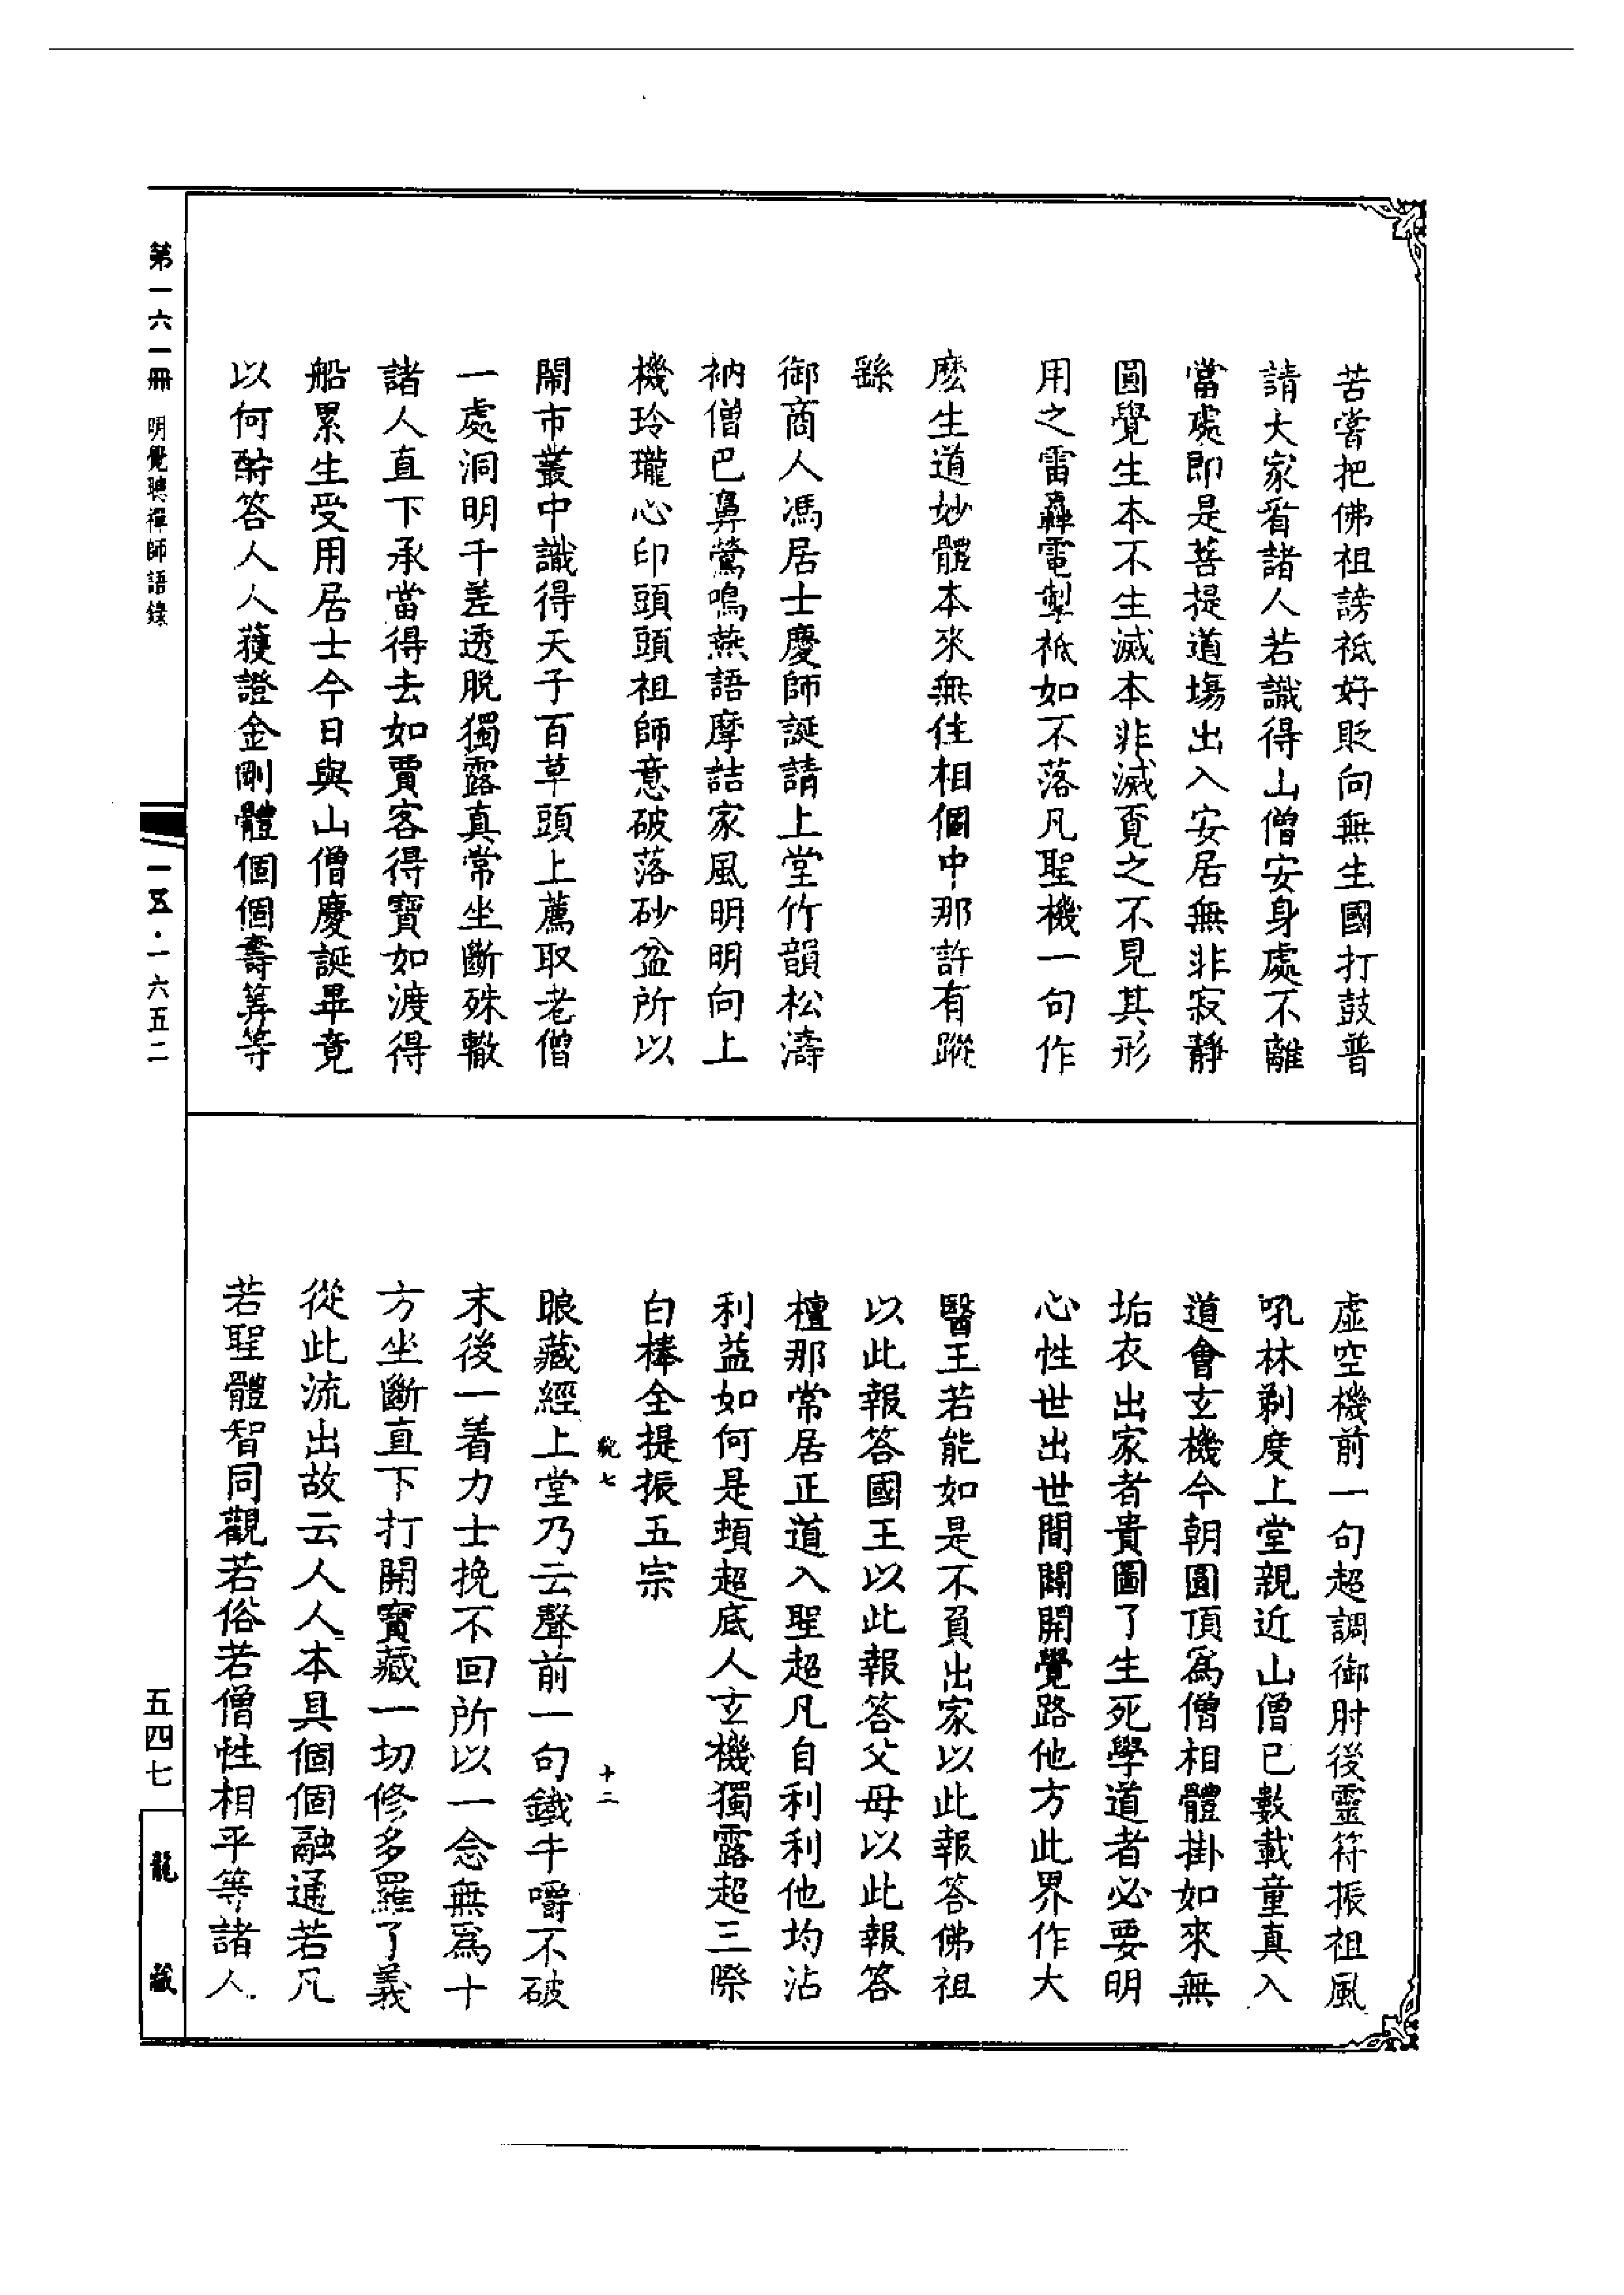 苦嘗把佛祖謗祗好貶向無生國打鼓普
請大家看諸人若識得山僧安身處不離
當處即是菩提道場出入安居無非寂靜
圓覺生本不生滅本非滅覔之不見其形
用之雷轟電掣祗如不落凡聖機一句作
麽生道妙體本來無住相個中那許有蹤
繇
御商人馮居士慶師誕請上堂竹韻松濤
衲僧巴鼻鶯鳴燕語摩詰家風明明向上
機玲瓏心印頭頭祖師意破落砂盆所以
鬧市叢中識得天子百草頭上薦取老僧
一處洞明千差透脫獨露真常坐斷殊轍
諸人直下承當得去如賈客得寶如渡得
船累生受用居士今日與山僧慶誕畢竟
以何酧答人人獲證金剛體個個壽筭等
虛空機前一句超調御肘後靈符振祖風
吼林剃度上堂親近山僧已數載童真入
道會玄機今朝圓頂爲僧相體掛如來無
垢衣出家者貴圖了生死學道者必要明
心性世出世間闢開覺路他方此界作大
醫王若能如是不負出家以此報答佛祖
以此報答國王以此報答父母以此報答
檀那常居正道入聖超凡自利利他均沾
利益如何是頓超底人玄機獨露超三際
白棒全提振五宗
貌七 十二
眼藏經上堂乃云聲前一句鐵牛嚼不破
末後一着力士挽不回所以一念無爲十
方坐斷直下打開寶藏一切修多羅了義
從此流出故云人人本具個個融通若凡
若聖體智同觀若俗若僧性相平等諸人
第一六一冊 明覺聰禪師語錄
一五·一六五二
五四七
龍藏